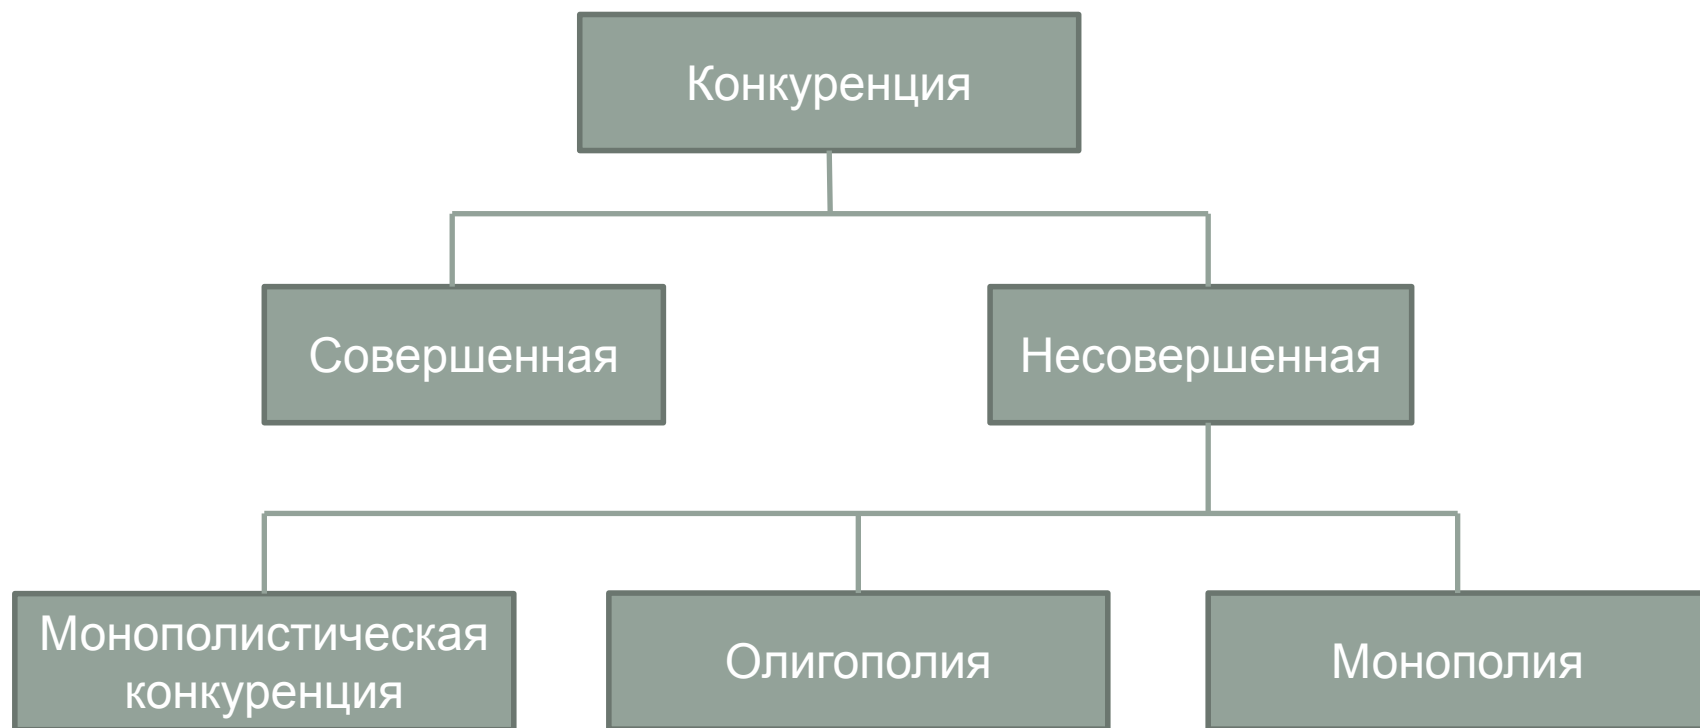 Конкуренция
Совершенная
Несовершенная
Монополистическая
конкуренция
Олигополия
Монополия